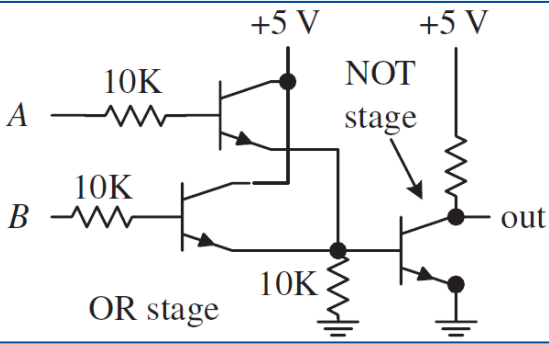 +5 V
+5 V
10K
NOT
stage
A
10K
B
out
10K
OR stage